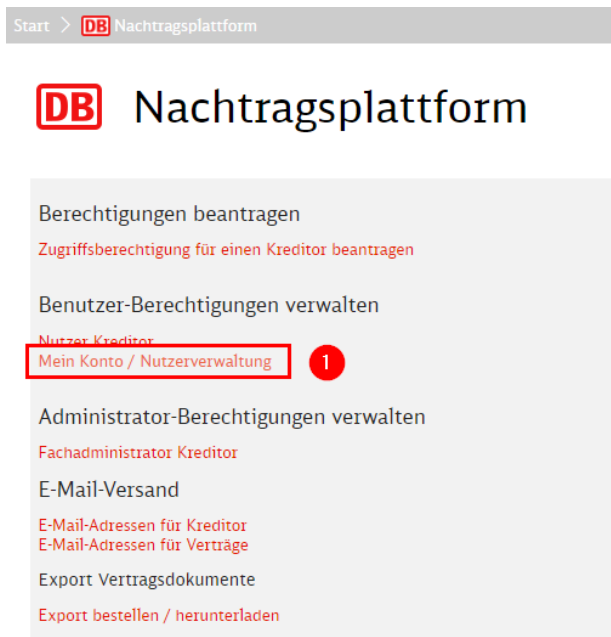 Start > DB Nachtragsplattform
DB Nachtragsplattform
Berechtigungen beantragen
Zugriffsberechtigung für einen Kreditor beantragen
Benutzer-Berechtigungen verwalten
Nutzer Kreditor
Mein Konto / Nutzerverwaltung 1
Administrator-Berechtigungen verwalten
Fachadministrator Kreditor
E-Mail-Versand
E-Mail-Adressen für Kreditor
E-Mail-Adressen für Verträge
Export Vertragsdokumente
Export bestellen / herunterladen